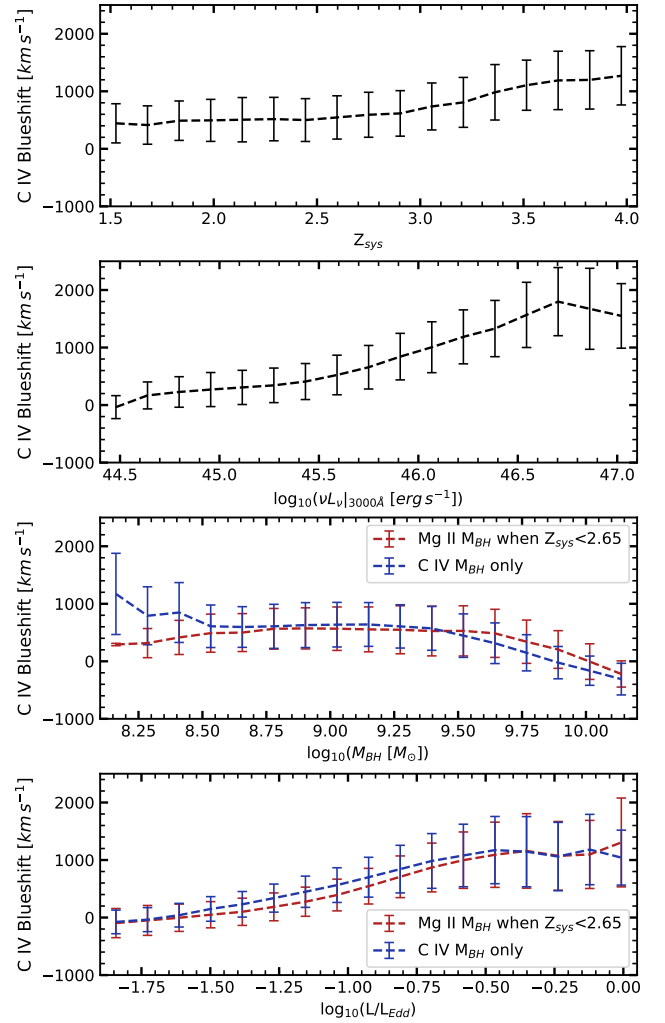 2000
1000
0
−1000
C IV Blueshift [km s⁻¹]
1.5 2.0 2.5 3.0 3.5 4.0
Z_sys
2000
1000
0
−1000
C IV Blueshift [km s⁻¹]
44.5 45.0 45.5 46.0 46.5 47.0
log₁₀(νL_ν|₃₀₀₀Å [erg s⁻¹])
2000
1000
0
−1000
C IV Blueshift [km s⁻¹]
Mg II M_BH when Z_sys<2.65
C IV M_BH only
8.25 8.50 8.75 9.00 9.25 9.50 9.75 10.00
log₁₀(M_BH [M_⊙])
2000
1000
0
−1000
C IV Blueshift [km s⁻¹]
Mg II M_BH when Z_sys<2.65
C IV M_BH only
−1.75 −1.50 −1.25 −1.00 −0.75 −0.50 −0.25 0.00
log₁₀(L/L_Edd)